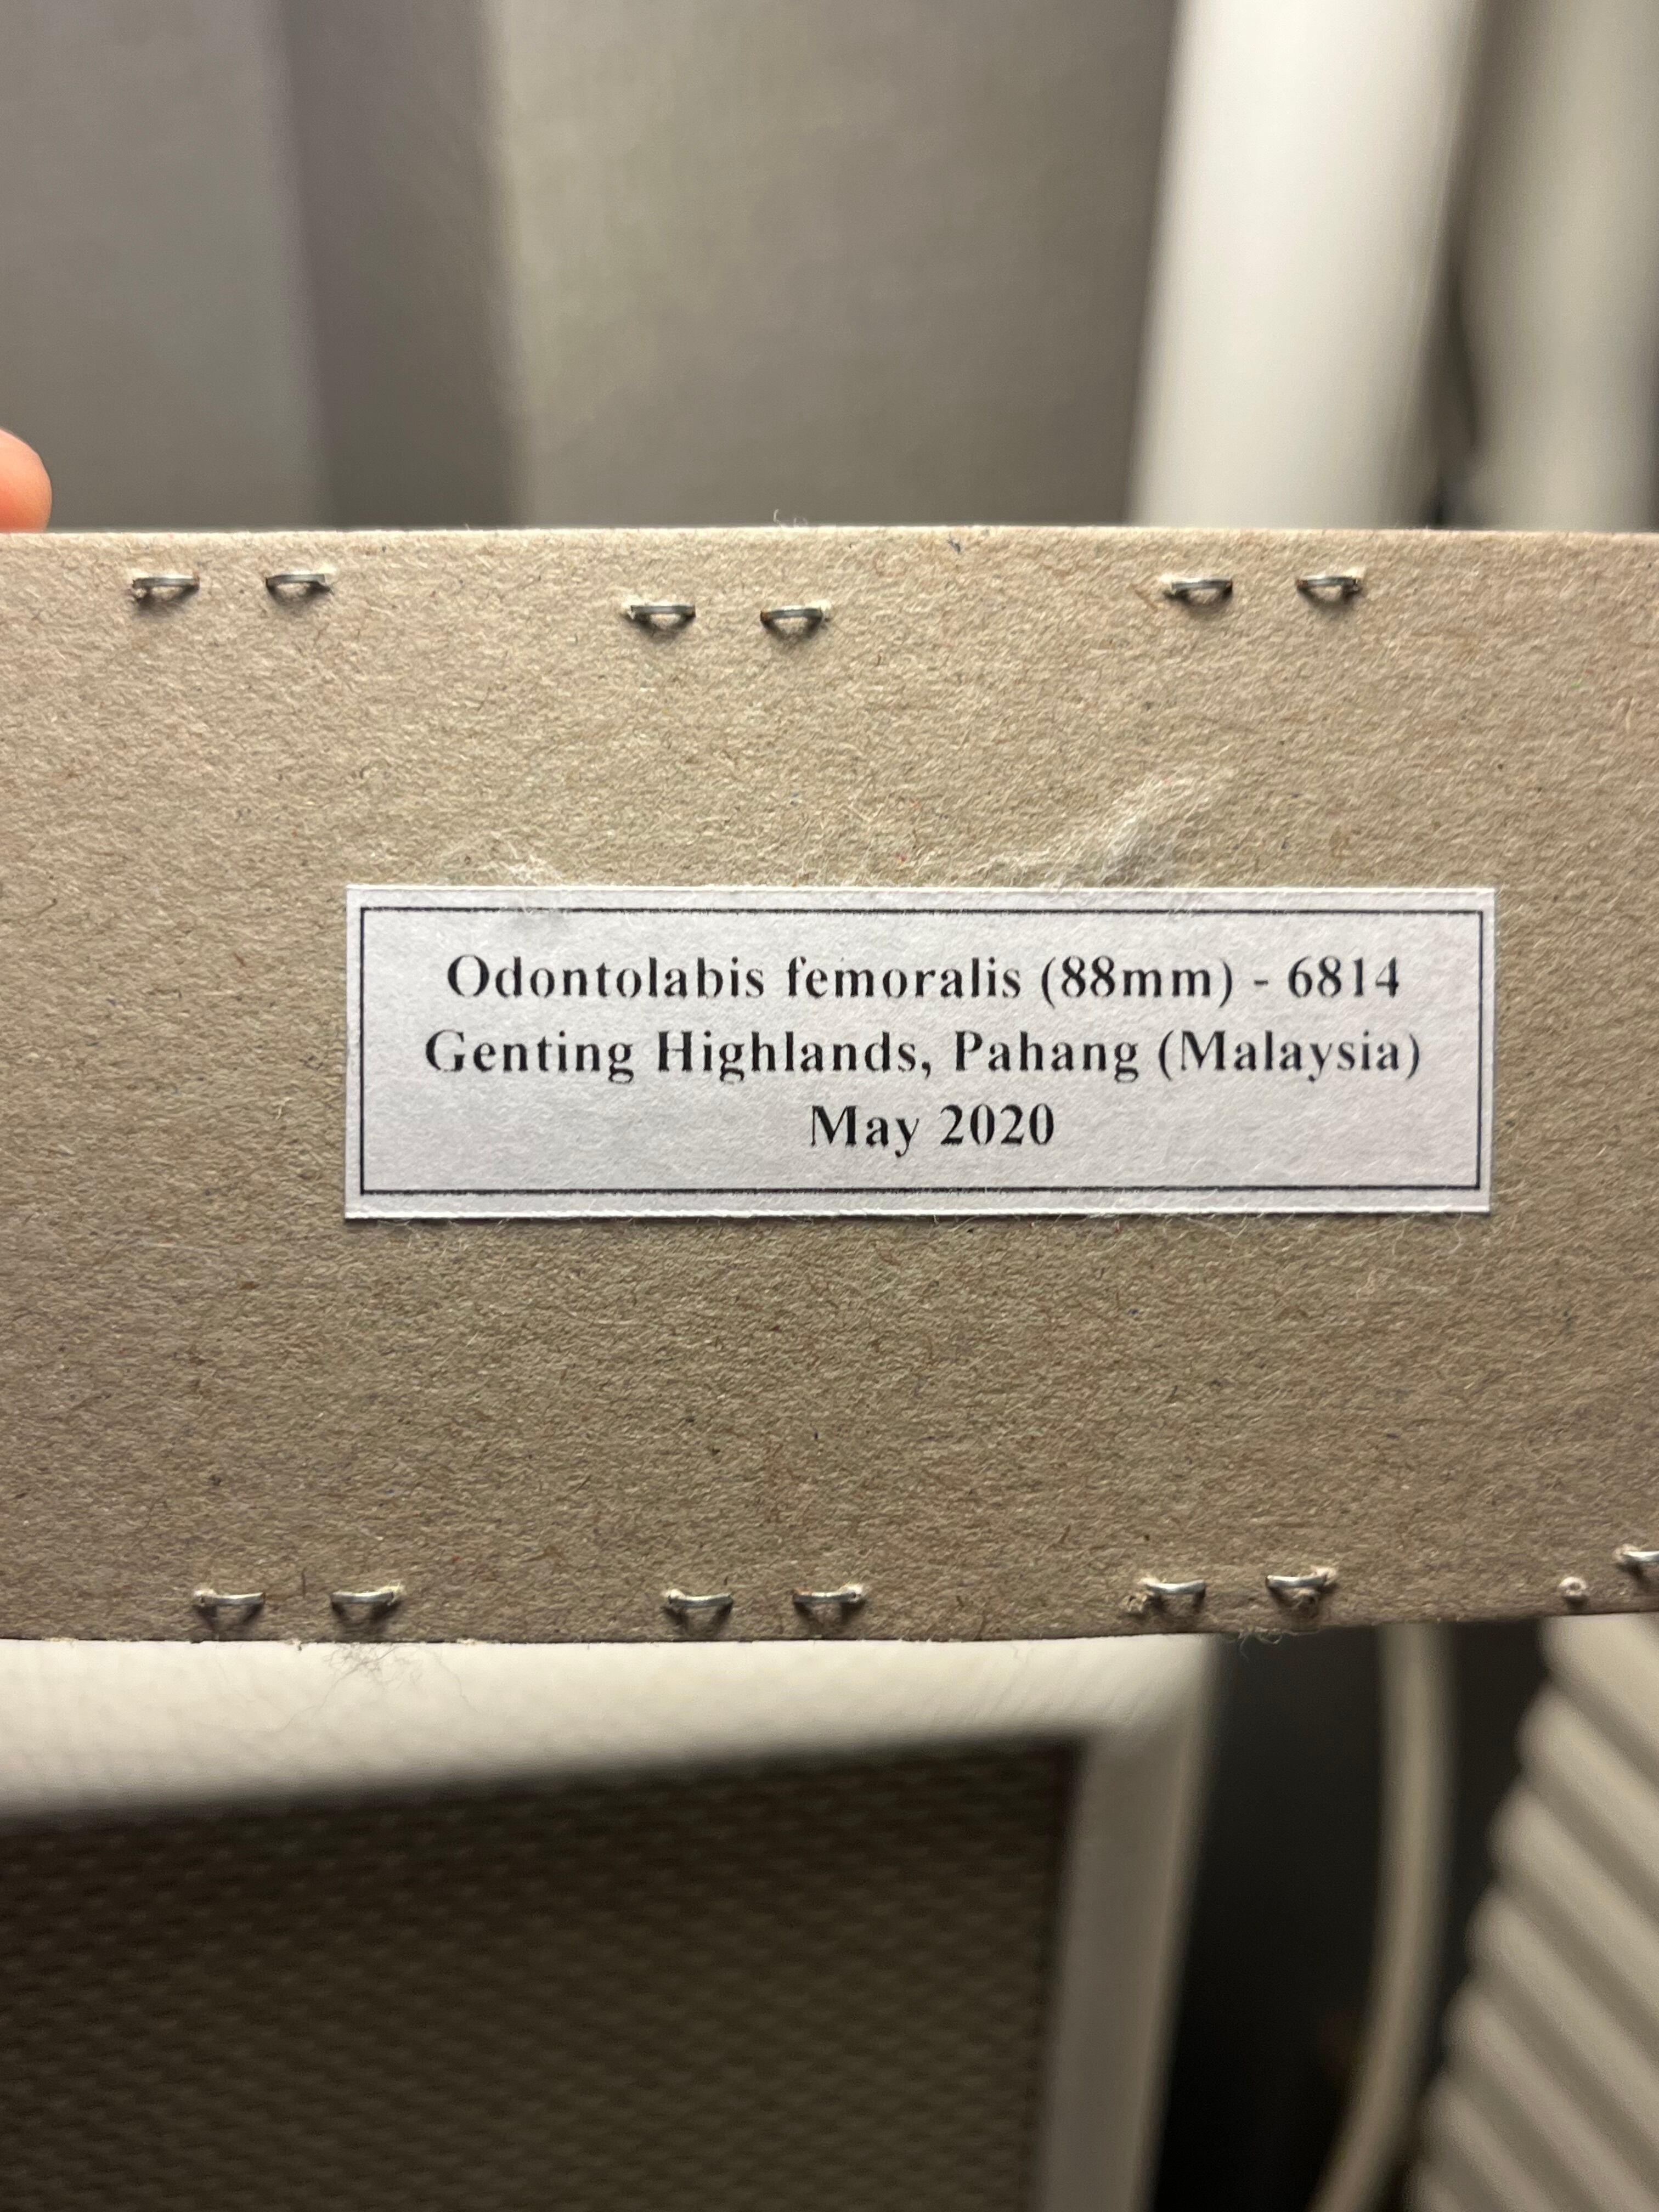 Odontolabis femoralis (88mm) - 6814
Genting Highlands, Pahang (Malaysia)
May 2020